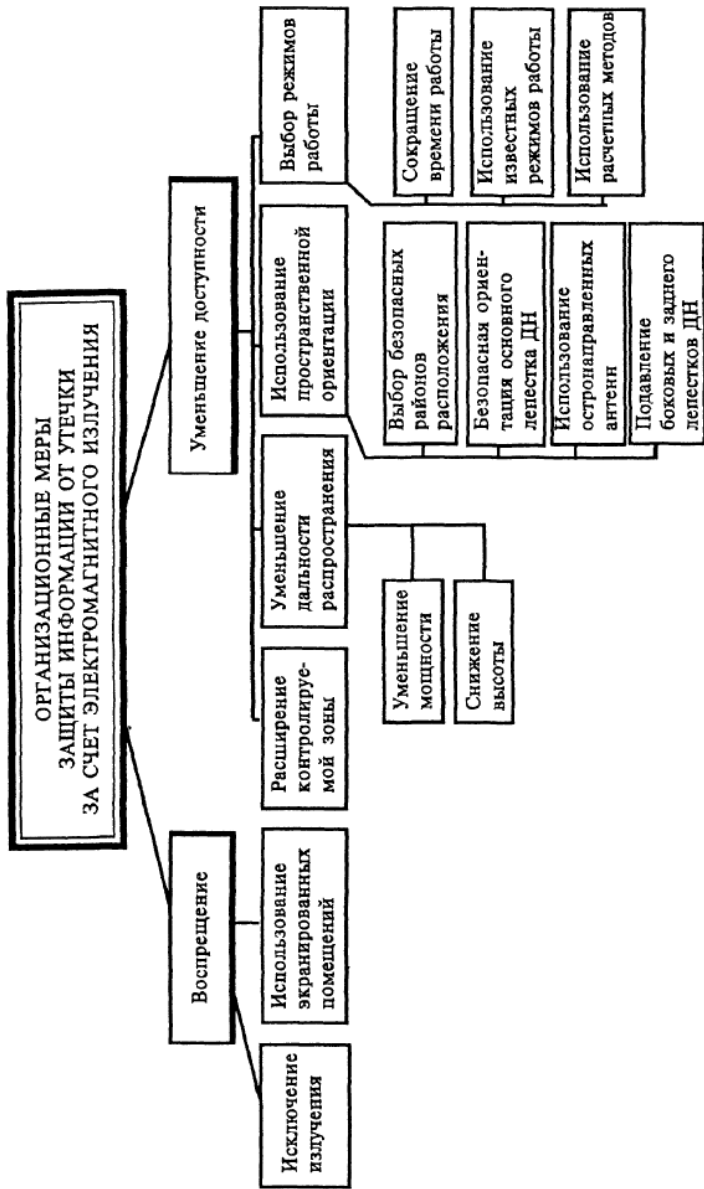 ОРГАНИЗАЦИОННЫЕ МЕРЫ
ЗАЩИТЫ ИНФОРМАЦИИ ОТ УТЕЧКИ
ЗА СЧЕТ ЭЛЕКТРОМАГНИТНОГО ИЗЛУЧЕНИЯ
Воспрещение
Уменьшение доступности
Исключение
излучения
Использование
экранированных
помещений
Расширение
контролируе-
мой зоны
Уменьшение
дальности
распространения
Использование
пространственной
ориентации
Выбор режимов
работы
Уменьшение
мощности
Снижение
высоты
Выбор безопасных
районов
расположения
Безопасная ориен-
тация основного
лепестка ДН
Использование
остронаправленных
антенн
Подавление
боковых и заднего
лепестков ДН
Сокращение
времени работы
Использование
известных
режимов работы
Использование
расчетных методов